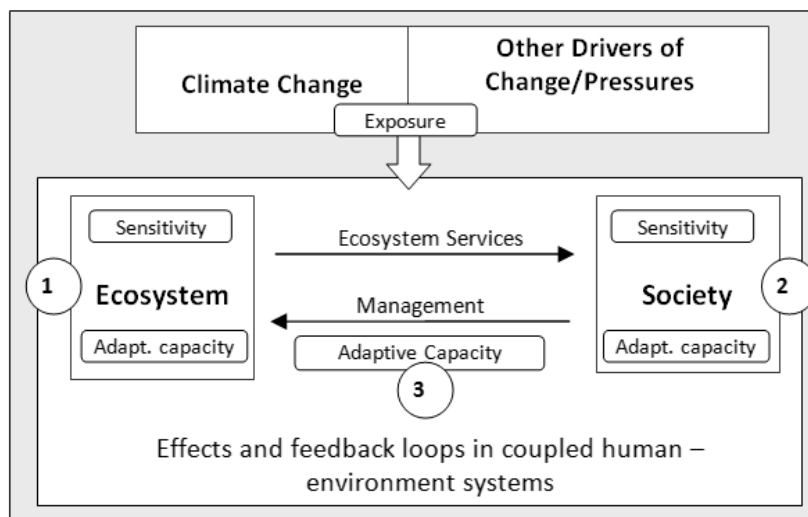 Climate Change
Other Drivers of
Change/Pressures
Exposure
Sensitivity
Ecosystem Services
Sensitivity
1
Ecosystem
Management
Society
2
Adapt. capacity
Adaptive Capacity
Adapt. capacity
3
Effects and feedback loops in coupled human –
environment systems